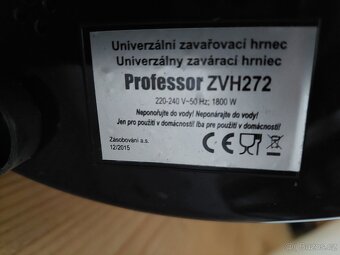 Univerzální zavařovací hrnec
Univerzálny zavárací hrniec
Professor ZVH272
220-240 V~50 Hz; 1800 W
Neponořujte do vody! Neponárajte do vody!
Jen pro použití v domácnosti! Iba pre použitie v domácnosti!
Zásobování a.s.
12/2015
CE